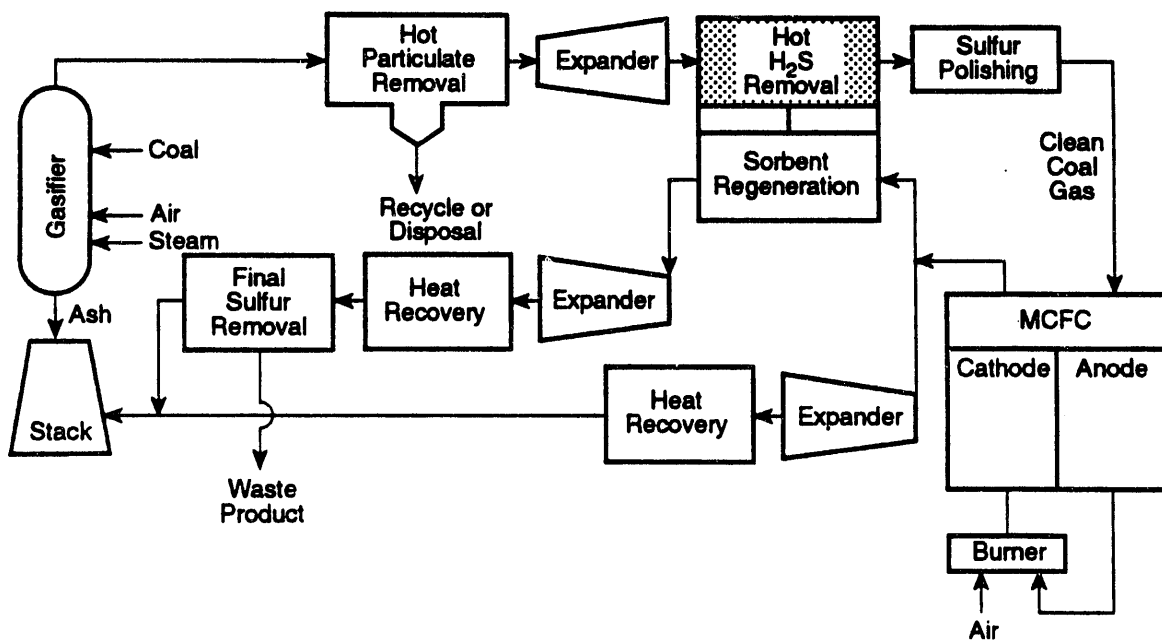 Hot
Particulate
Removal
Expander
Hot
H₂S
Removal
Sulfur
Polishing
Gasifier
Coal
Air
Steam
Ash
Recycle or
Disposal
Sorbent
Regeneration
Clean
Coal
Gas
Final
Sulfur
Removal
Heat
Recovery
Expander
MCFC
Cathode
Anode
Stack
Heat
Recovery
Expander
Waste
Product
Burner
Air